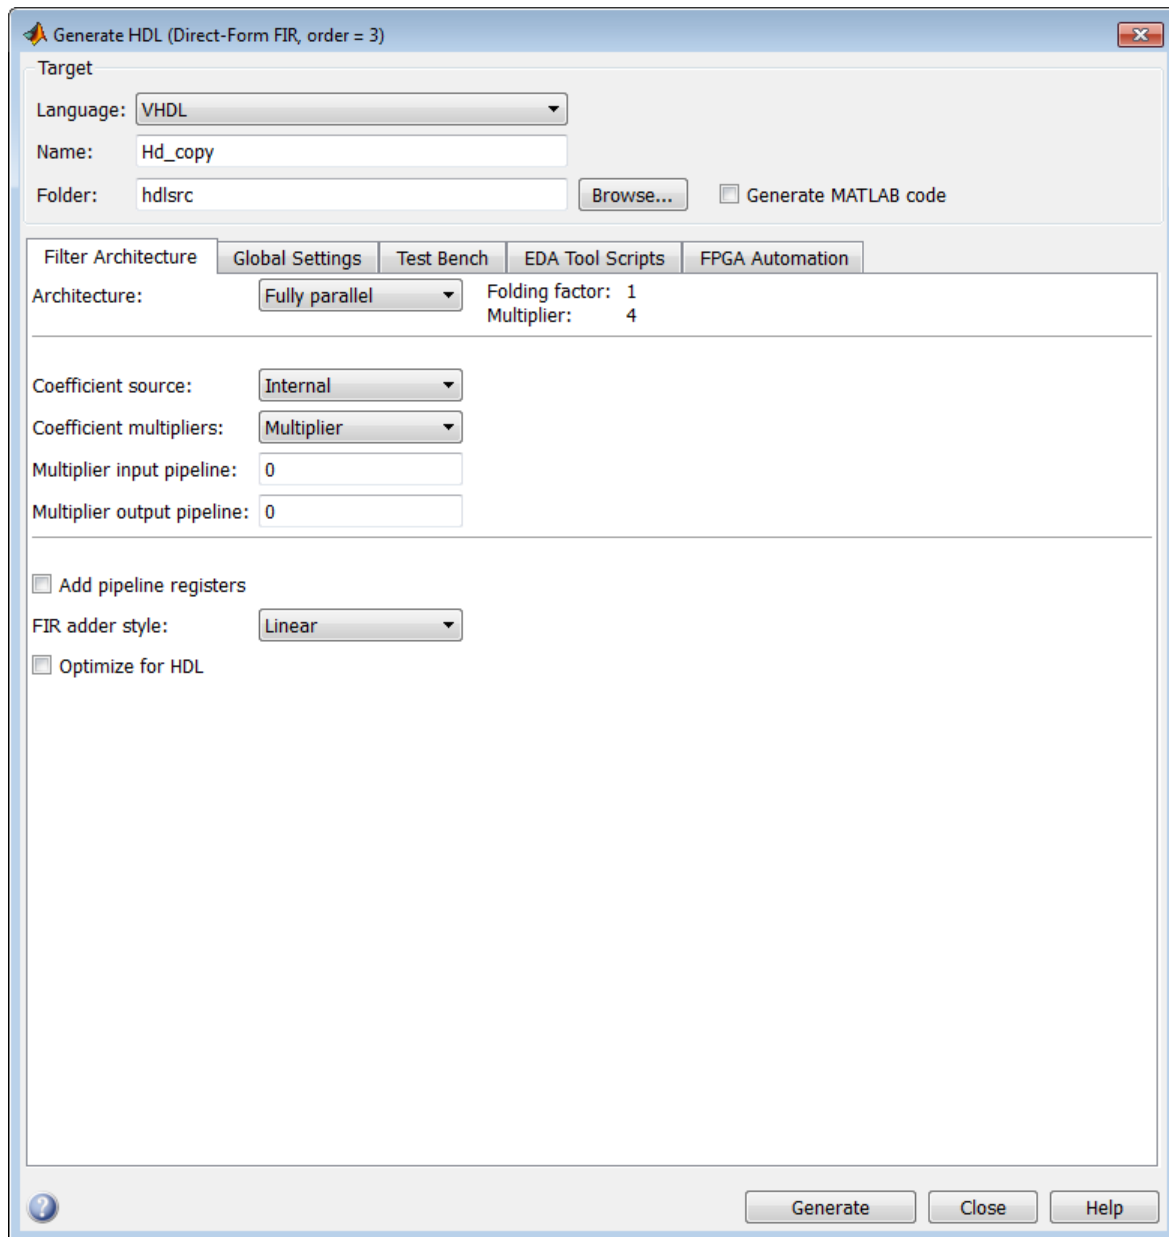 Generate HDL (Direct-Form FIR, order = 3)
Target
Language: VHDL
Name: Hd_copy
Folder: hdlsrc Browse... Generate MATLAB code
Filter Architecture Global Settings Test Bench EDA Tool Scripts FPGA Automation
Architecture: Fully parallel Folding factor: 1
Multiplier: 4
Coefficient source: Internal
Coefficient multipliers: Multiplier
Multiplier input pipeline: 0
Multiplier output pipeline: 0
Add pipeline registers
FIR adder style: Linear
Optimize for HDL
? Generate Close Help